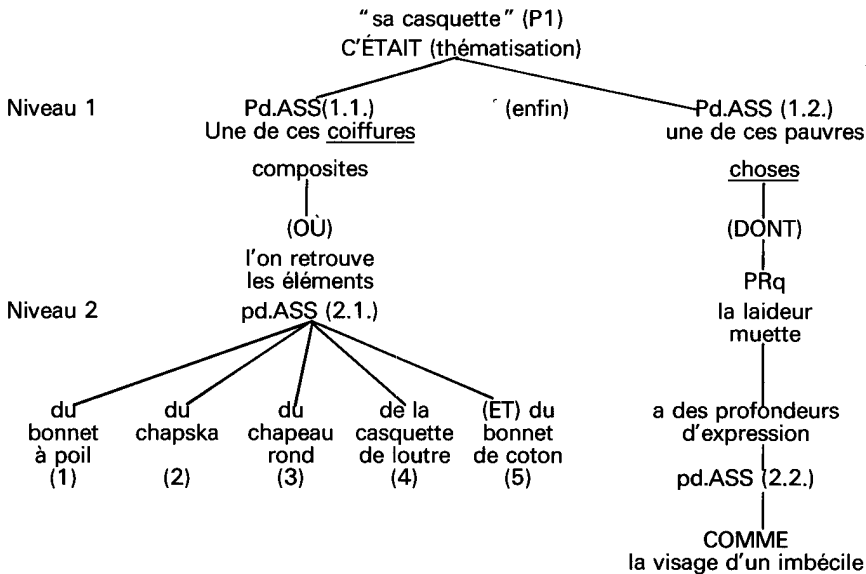 “sa casquette” (P1)
C'ÉTAIT (thématisation)
Niveau 1
Pd.ASS(1.1.)
(enfin)
Pd.ASS (1.2.)
Une de ces coiffures
composites
une de ces pauvres
choses
(OÙ)
l'on retrouve
les éléments
(DONT)
PRq
la laideur
muette
Niveau 2
pd.ASS (2.1.)
du
bonnet
à poil
(1)
du
chapska
(2)
du
chapeau
rond
(3)
de la
casquette
de loutre
(4)
(ET) du
bonnet
de coton
(5)
a des profondeurs
d'expression
pd.ASS (2.2.)
COMME
la visage d'un imbécile